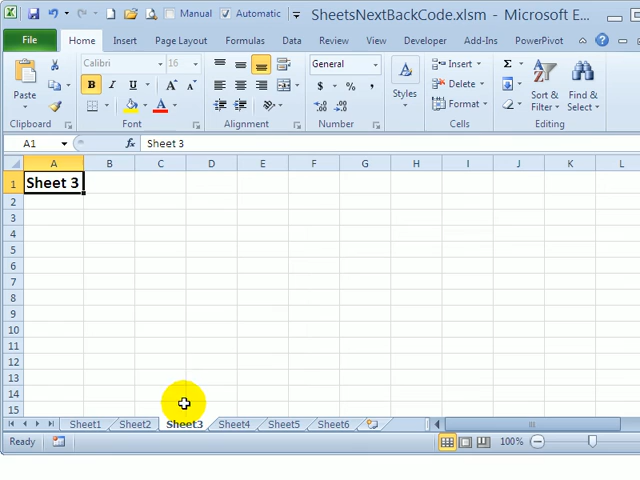 Manual Automatic SheetsNextBackCode.xlsm - Microsoft E...
File Home Insert Page Layout Formulas Data Review View Developer Add-Ins PowerPivot
Calibri 16 General Σ Insert
B I U A A $ % , Delete
Paste A Styles Format Sort & Filter Find & Select
Clipboard Font Alignment Number Cells Editing
A1 fx Sheet 3
A B C D E F G H I J K L
1 Sheet 3
2
3
4
5
6
7
8
9
10
11
12
13
14
15
Sheet1 Sheet2 Sheet3 Sheet4 Sheet5 Sheet6
Ready 100%